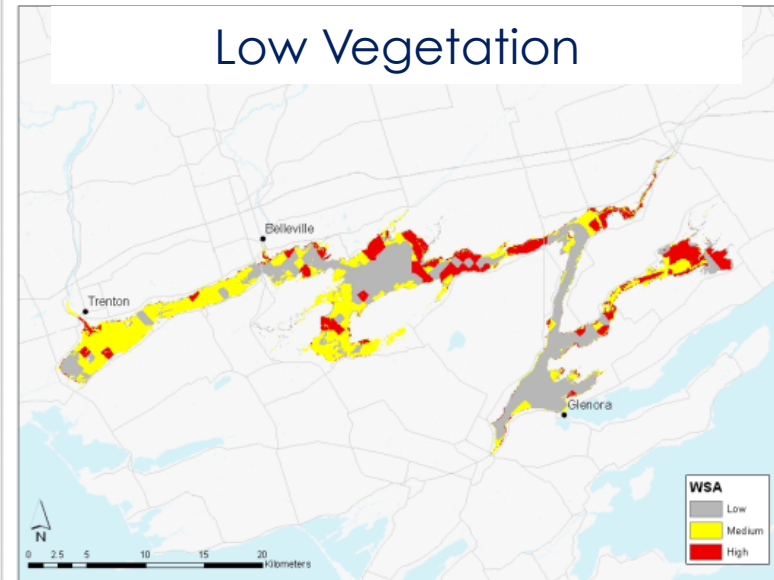 Low Vegetation
Belleville
Trenton
Glenora
WSA
Low
Medium
High
N
0 2.5 5 10 15 20
Kilometers